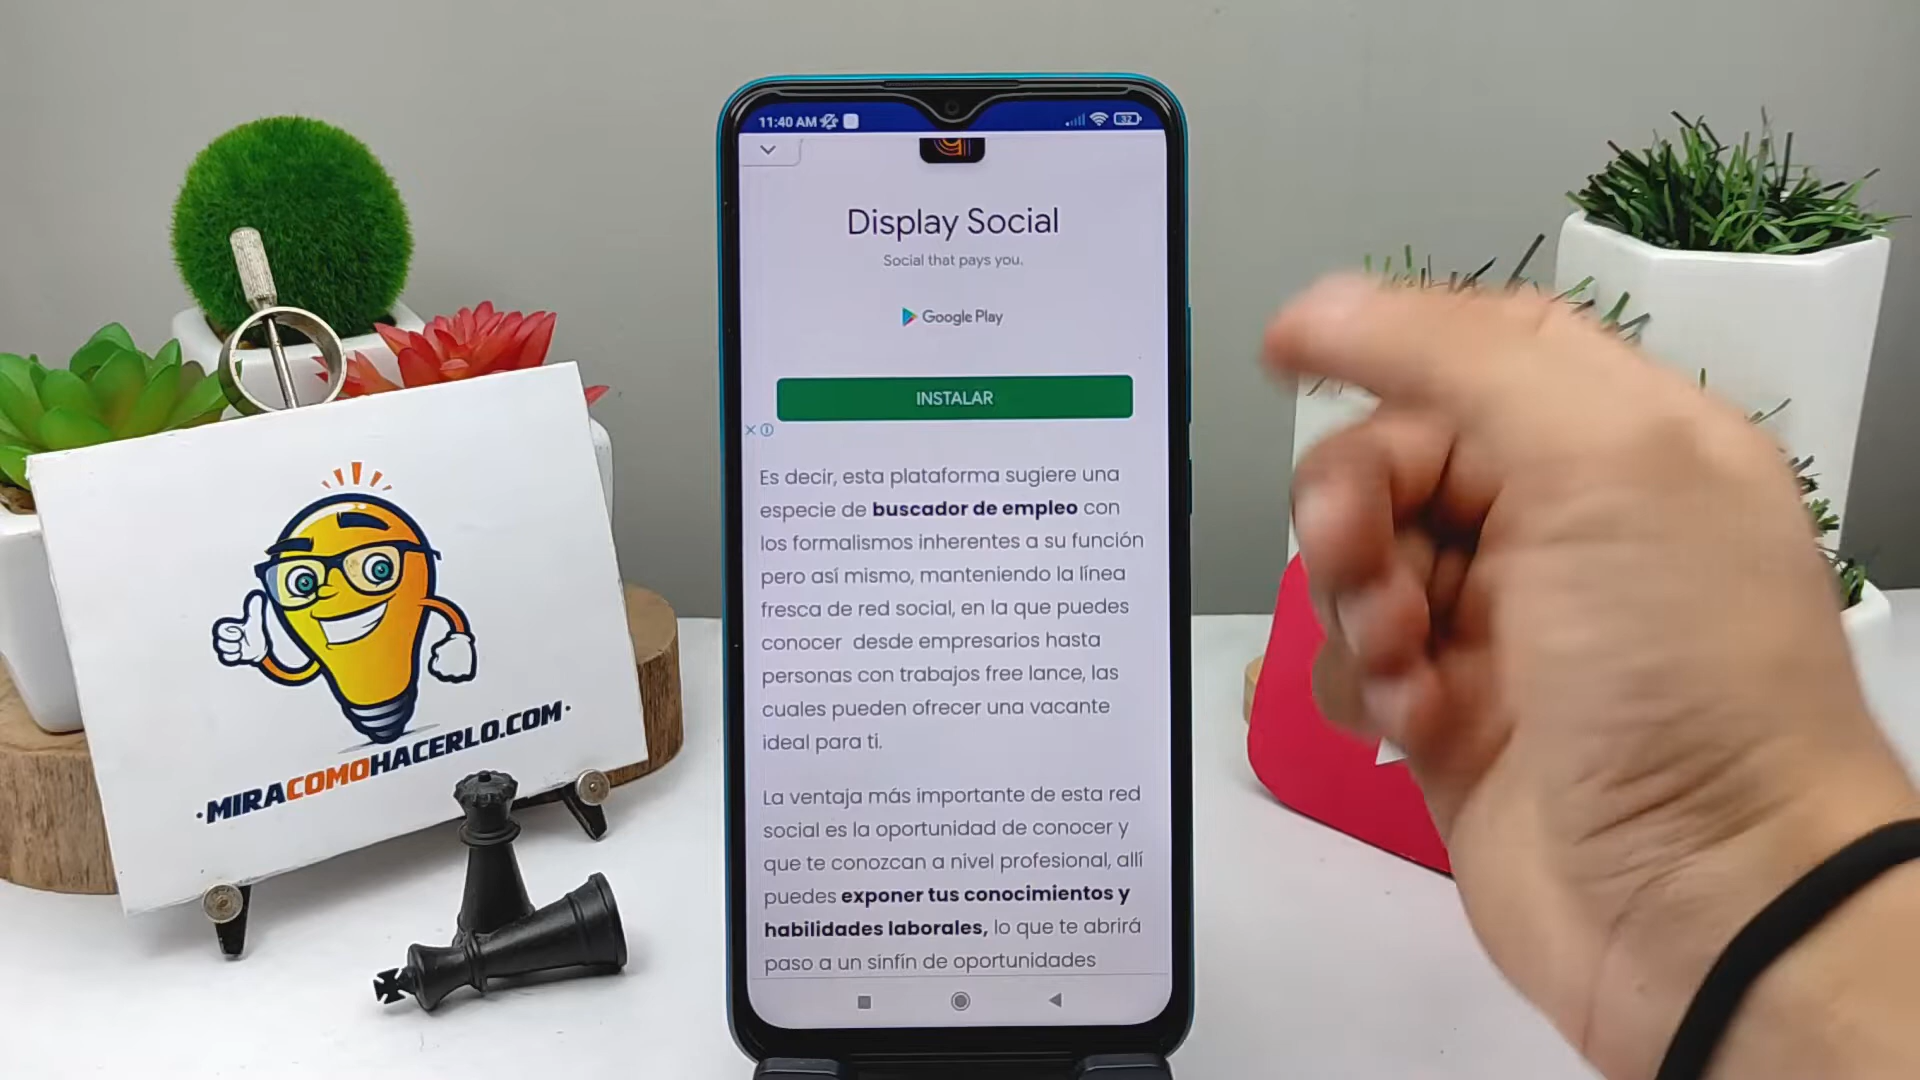 11:40 AM
32
Display Social
Social that pays you.
Google Play
INSTALAR
Es decir, esta plataforma sugiere una
especie de buscador de empleo con
los formalismos inherentes a su función
pero así mismo, manteniendo la línea
fresca de red social, en la que puedes
conocer desde empresarios hasta
personas con trabajos free lance, las
cuales pueden ofrecer una vacante
ideal para ti.
La ventaja más importante de esta red
social es la oportunidad de conocer y
que te conozcan a nivel profesional, allí
puedes exponer tus conocimientos y
habilidades laborales, lo que te abrirá
paso a un sinfín de oportunidades
·MIRACOMOHACERLO.COM·